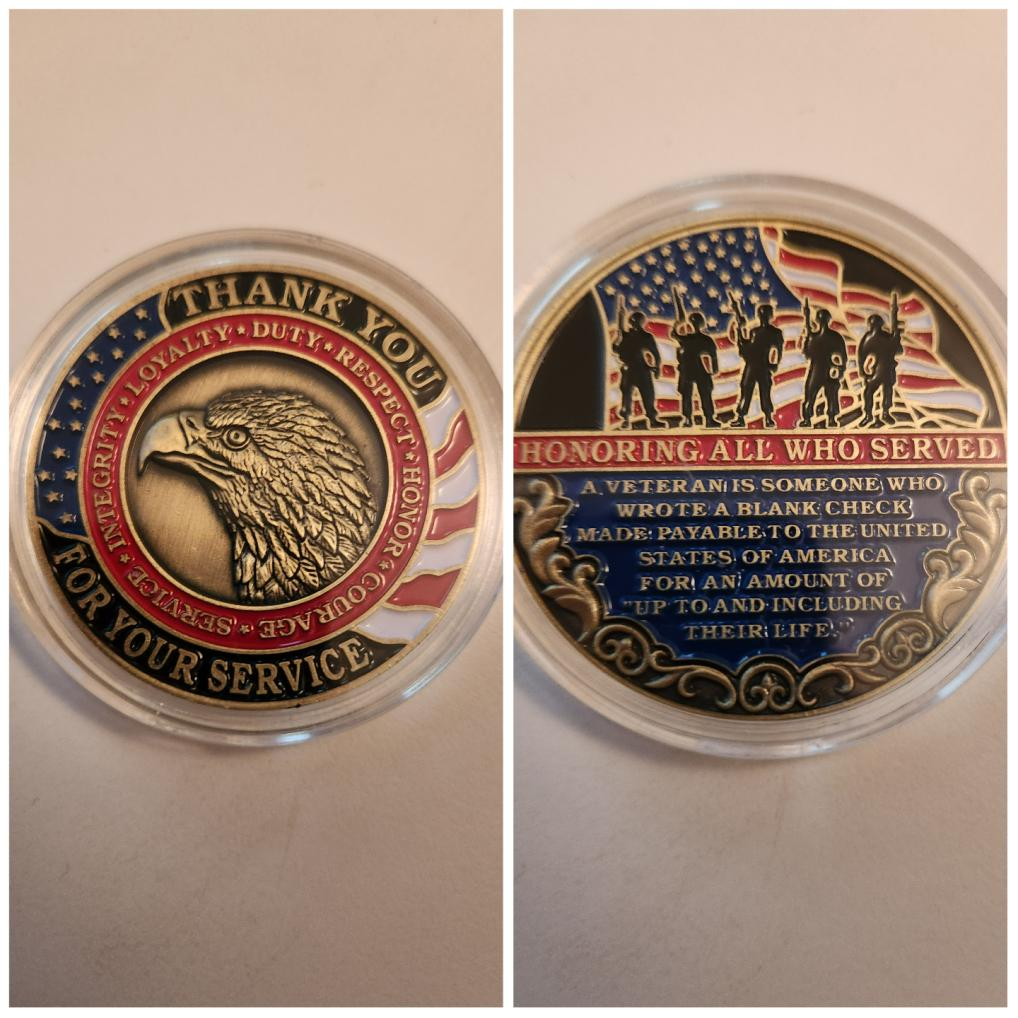 THANK YOU
INTEGRITY ★ LOYALTY ★ DUTY ★ RESPECT ★ HONOR ★ COURAGE ★ SERVICE ★
FOR YOUR SERVICE
HONORING ALL WHO SERVED
A VETERAN IS SOMEONE WHO
WROTE A BLANK CHECK
MADE PAYABLE TO THE UNITED
STATES OF AMERICA
FOR AN AMOUNT OF
"UP TO AND INCLUDING
THEIR LIFE."